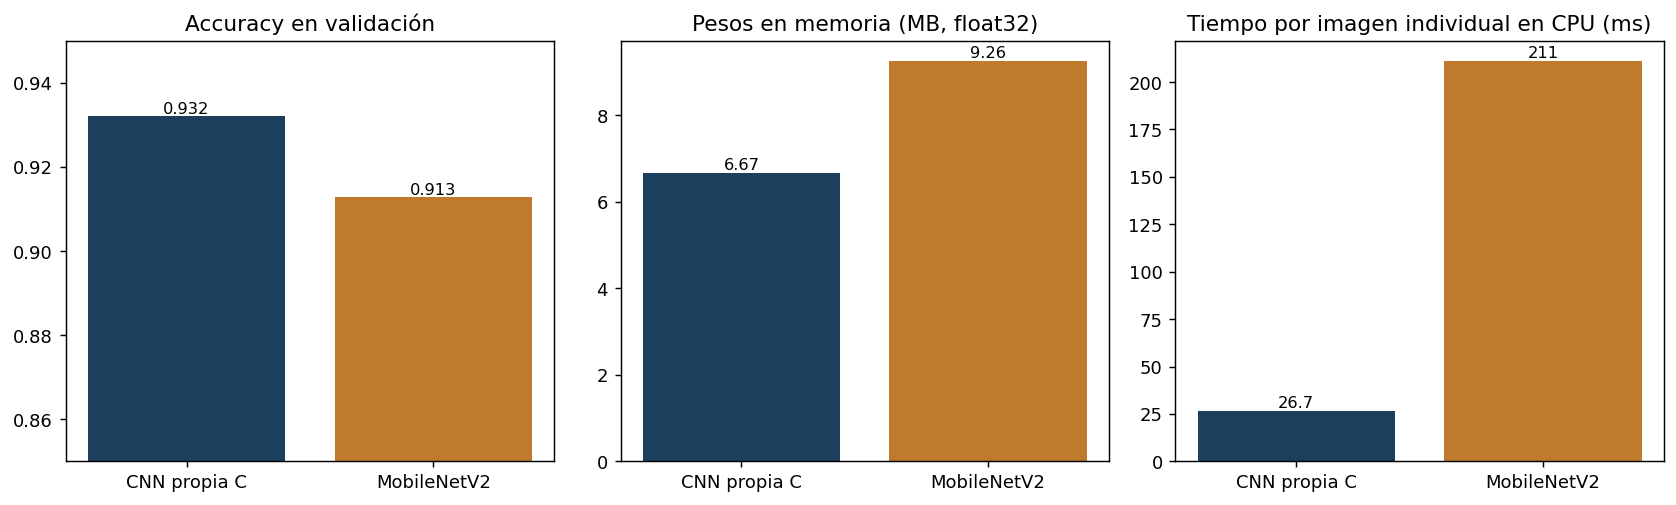 Accuracy en validación
0.94
0.92
0.90
0.88
0.86
0.932
0.913
CNN propia C
MobileNetV2
Pesos en memoria (MB, float32)
8
6
4
2
0
6.67
9.26
CNN propia C
MobileNetV2
Tiempo por imagen individual en CPU (ms)
200
175
150
125
100
75
50
25
0
26.7
211
CNN propia C
MobileNetV2